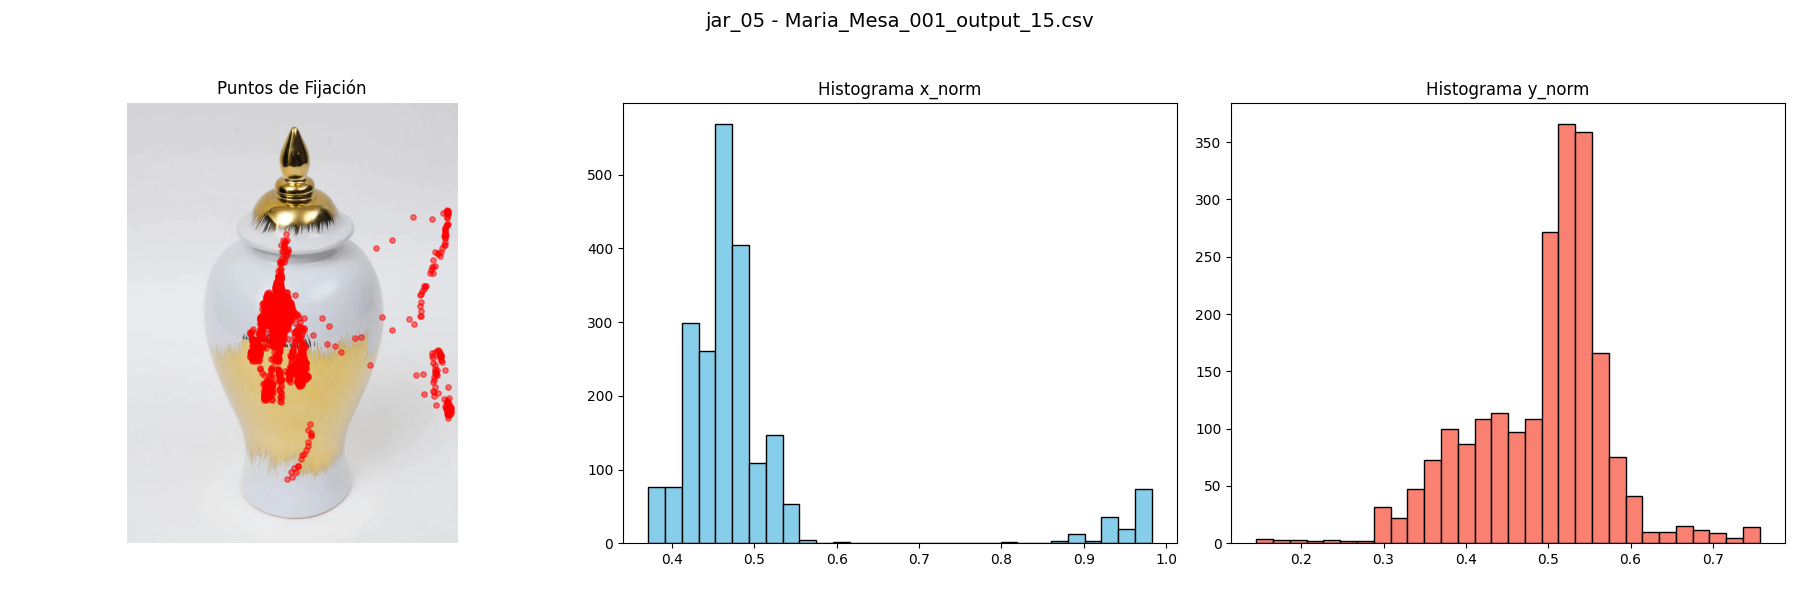 jar_05 - Maria_Mesa_001_output_15.csv
Puntos de Fijación
Histograma x_norm
500
400
300
200
100
0
0.4 0.5 0.6 0.7 0.8 0.9 1.0
Histograma y_norm
350
300
250
200
150
100
50
0
0.2 0.3 0.4 0.5 0.6 0.7